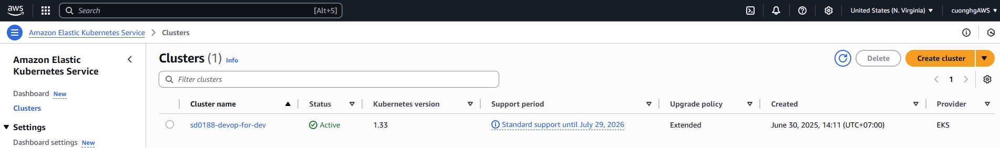 aws
Search [Alt+S]
United States (N. Virginia)
cuonghgAWS
Amazon Elastic Kubernetes Service
Clusters
Amazon Elastic
Kubernetes Service
Dashboard New
Clusters
Settings
Dashboard settings New
Clusters (1) Info
Delete
Create cluster
Filter clusters
1
Cluster name Status Kubernetes version Support period Upgrade policy Created Provider
sd0188-devop-for-dev Active 1.33 Standard support until July 29, 2026 Extended June 30, 2025, 14:11 (UTC+07:00) EKS